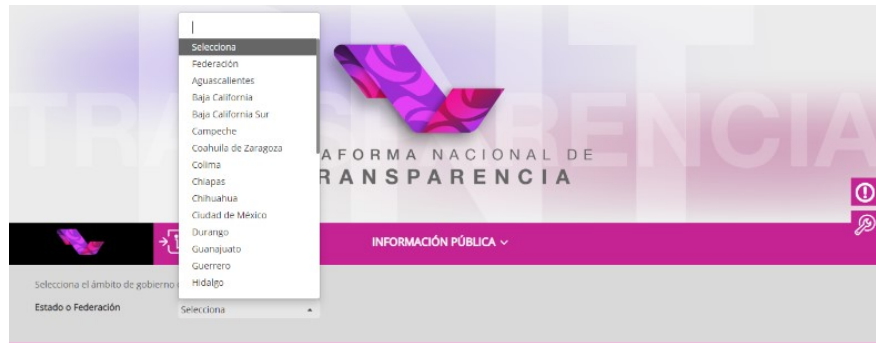 Selecciona
Federación
Aguascalientes
Baja California
Baja California Sur
Campeche
Coahuila de Zaragoza
Colima
Chiapas
Chihuahua
Ciudad de México
Durango
Guanajuato
Guerrero
Hidalgo
AFORMA NACIONAL DE
RANSPARENCIA
INFORMACIÓN PÚBLICA
Selecciona el ámbito de gobierno
Estado o Federación
Selecciona